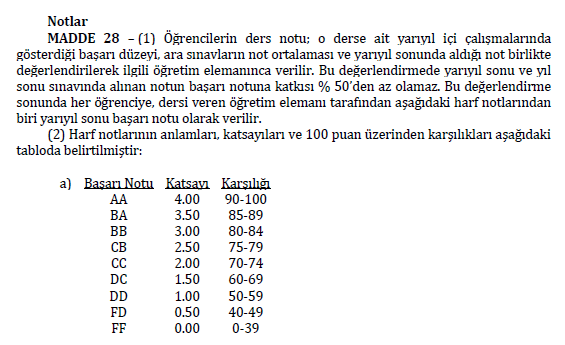 Notlar
MADDE 28 – (1) Öğrencilerin ders notu; o derse ait yarıyıl içi çalışmalarında
gösterdiği başarı düzeyi, ara sınavların not ortalaması ve yarıyıl sonunda aldığı not birlikte
değerlendirilerek ilgili öğretim elemanınca verilir. Bu değerlendirmede yarıyıl sonu ve yıl
sonu sınavında alınan notun başarı notuna katkısı % 50'den az olamaz. Bu değerlendirme
sonunda her öğrenciye, dersi veren öğretim elemanı tarafından aşağıdaki harf notlarından
biri yarıyıl sonu başarı notu olarak verilir.
(2) Harf notlarının anlamları, katsayıları ve 100 puan üzerinden karşılıkları aşağıdaki
tabloda belirtilmiştir:
a) Başarı Notu Katsayı Karşılığı
AA 4.00 90-100
BA 3.50 85-89
BB 3.00 80-84
CB 2.50 75-79
CC 2.00 70-74
DC 1.50 60-69
DD 1.00 50-59
FD 0.50 40-49
FF 0.00 0-39